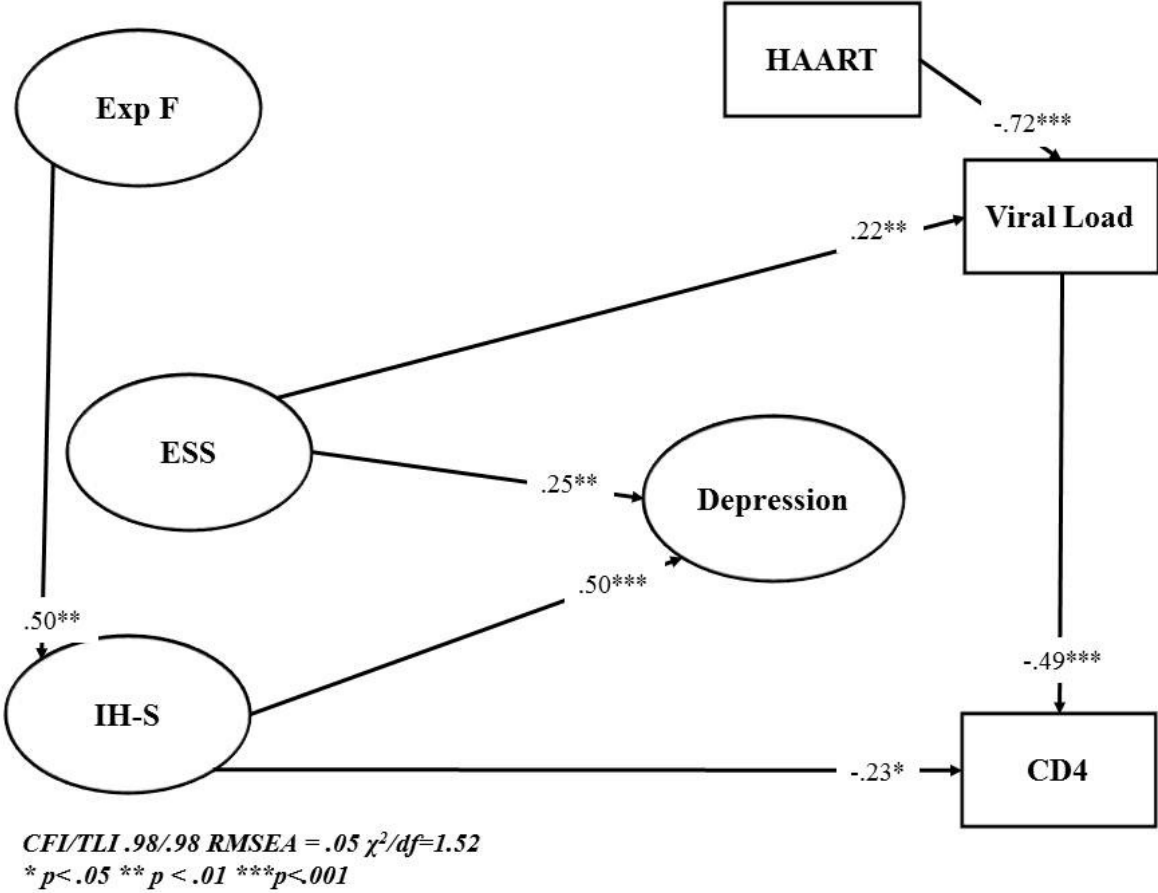 HAART
Exp F
-.72***
Viral Load
.22**
ESS
.25**
Depression
.50***
.50**
-.49***
IH-S
-.23*
CD4
CFI/TLI .98/.98 RMSEA = .05 χ²/df=1.52
* p< .05 ** p < .01 ***p<.001